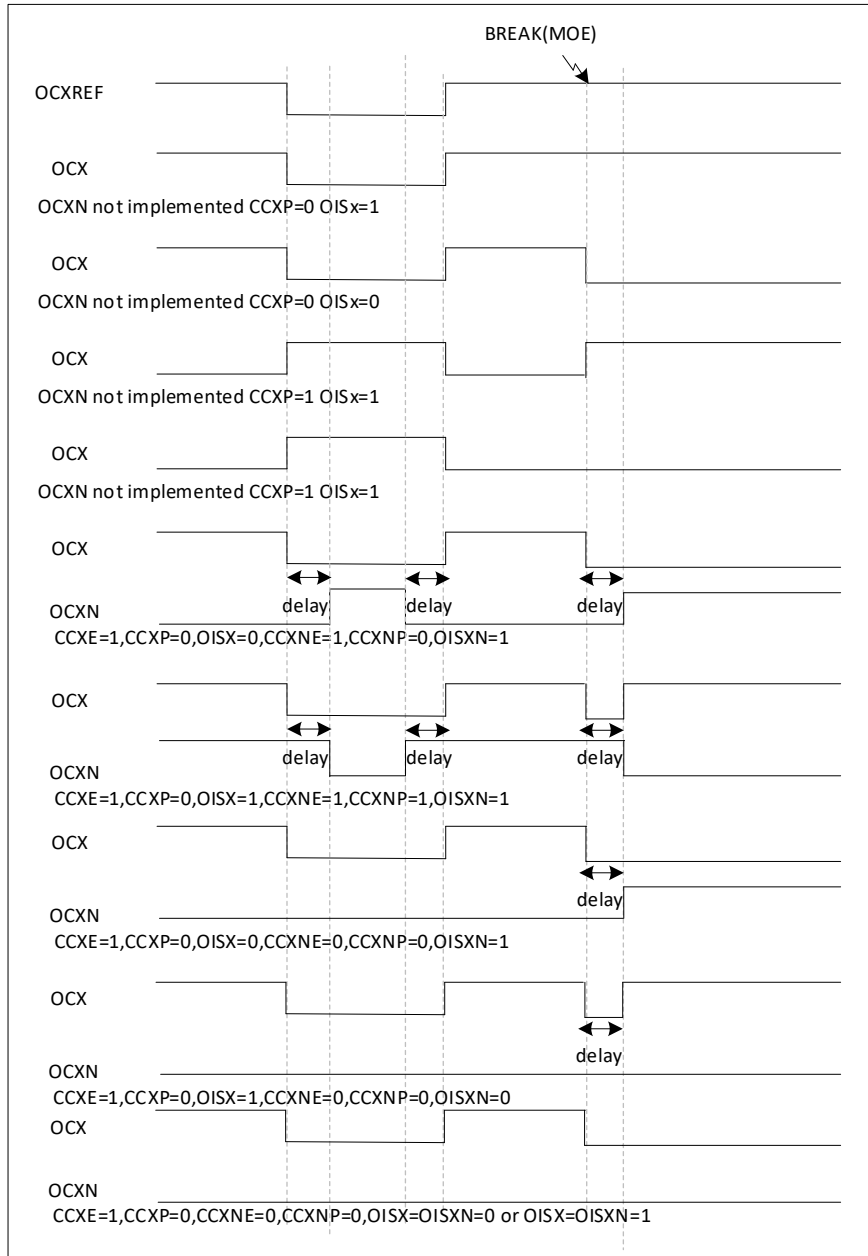 BREAK(MOE)
OCXREF
OCX
OCXN not implemented CCXP=0 OISx=1
OCX
OCXN not implemented CCXP=0 OISx=0
OCX
OCXN not implemented CCXP=1 OISx=1
OCX
OCXN not implemented CCXP=1 OISx=1
OCX
delay delay delay
OCXN
CCXE=1,CCXP=0,OISX=0,CCXNE=1,CCXNP=0,OISXN=1
OCX
delay delay delay
OCXN
CCXE=1,CCXP=0,OISX=1,CCXNE=1,CCXNP=1,OISXN=1
OCX
delay
OCXN
CCXE=1,CCXP=0,OISX=0,CCXNE=0,CCXNP=0,OISXN=1
OCX
delay
OCXN
CCXE=1,CCXP=0,OISX=1,CCXNE=0,CCXNP=0,OISXN=0
OCX
OCXN
CCXE=1,CCXP=0,CCXNE=0,CCXNP=0,OISX=OISXN=0 or OISX=OISXN=1